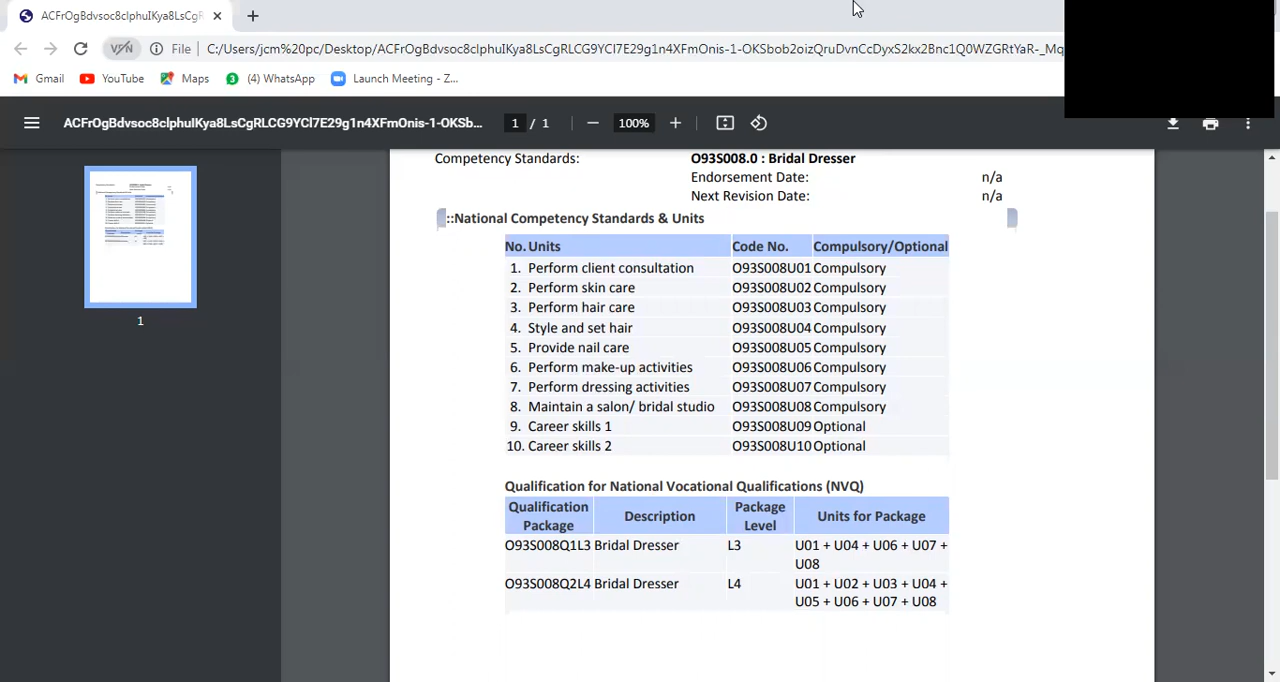 ACFrOgBdvsoc8clphuIKya8LsCgR
VPN
File
C:/Users/jcm%20pc/Desktop/ACFrOgBdvsoc8clphuIKya8LsCgRLCG9YCl7E29g1n4XFmOnis-1-OKSbob2oizQruDvnCcDyxS2kx2Bnc1Q0WZGRtYaR-_Mq
Gmail
YouTube
Maps
(4) WhatsApp
Launch Meeting - Z...
ACFrOgBdvsoc8clphuIKya8LsCgRLCG9YCl7E29g1n4XFmOnis-1-OKSb...
1 / 1
100%
Competency Standards: O93S008.0 : Bridal Dresser
Endorsement Date: n/a
Next Revision Date: n/a
::National Competency Standards & Units
No. Units Code No. Compulsory/Optional
1. Perform client consultation O93S008U01 Compulsory
2. Perform skin care O93S008U02 Compulsory
3. Perform hair care O93S008U03 Compulsory
4. Style and set hair O93S008U04 Compulsory
5. Provide nail care O93S008U05 Compulsory
6. Perform make-up activities O93S008U06 Compulsory
7. Perform dressing activities O93S008U07 Compulsory
8. Maintain a salon/ bridal studio O93S008U08 Compulsory
9. Career skills 1 O93S008U09 Optional
10. Career skills 2 O93S008U10 Optional
Qualification for National Vocational Qualifications (NVQ)
Qualification Package
Description
Package Level
Units for Package
O93S008Q1L3 Bridal Dresser L3 U01 + U04 + U06 + U07 +
U08
O93S008Q2L4 Bridal Dresser L4 U01 + U02 + U03 + U04 +
U05 + U06 + U07 + U08
1